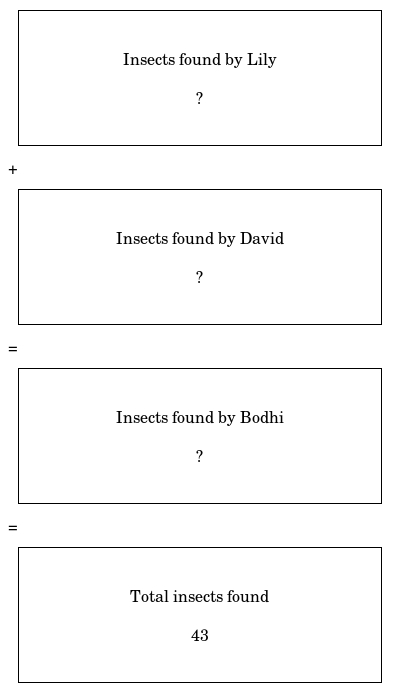 Insects found by Lily
?
+
Insects found by David
?
=
Insects found by Bodhi
?
=
Total insects found
43